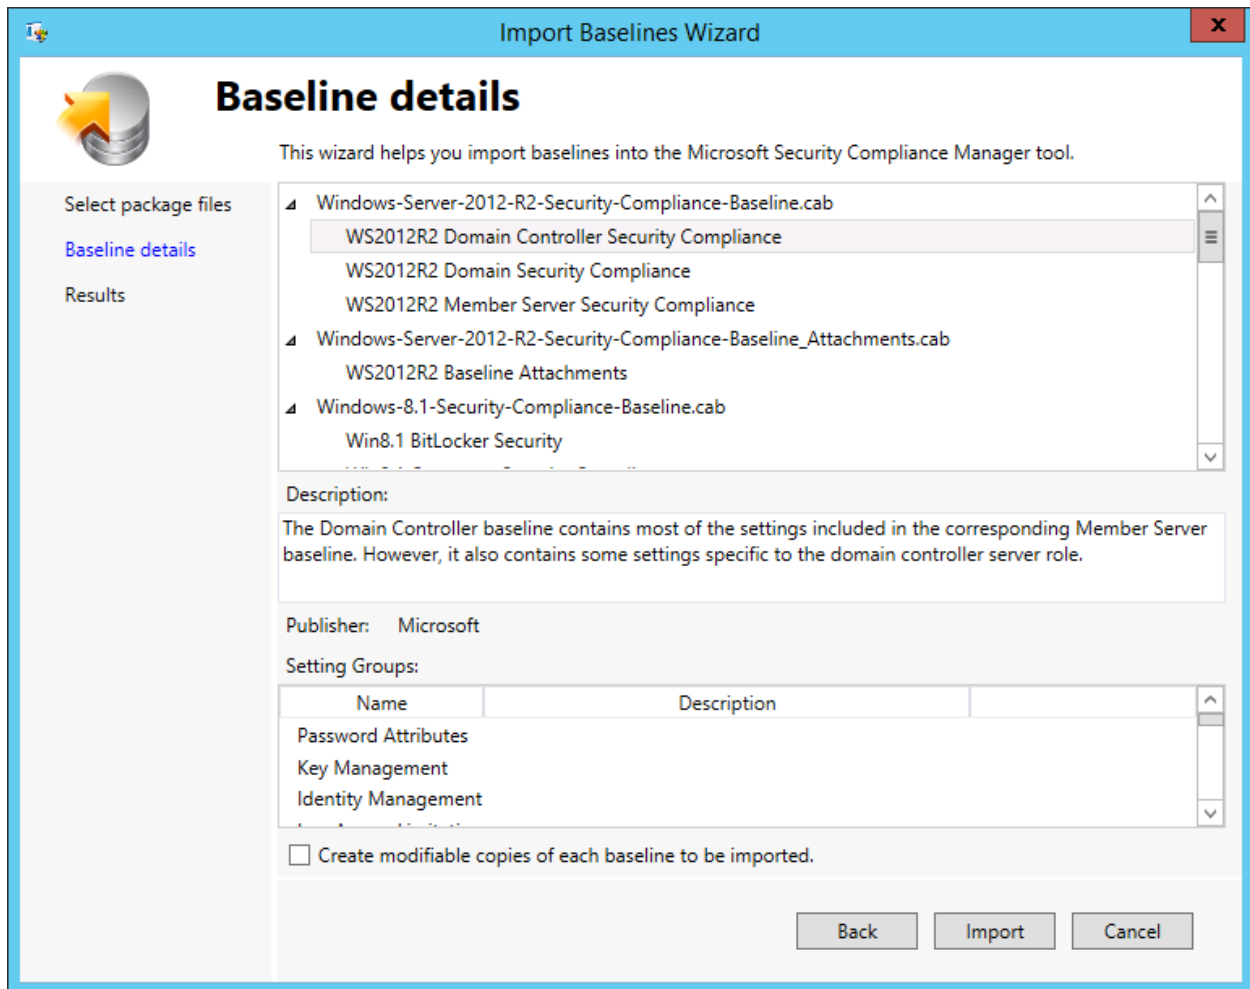 Import Baselines Wizard
x
Baseline details
This wizard helps you import baselines into the Microsoft Security Compliance Manager tool.
Select package files
Baseline details
Results
Windows-Server-2012-R2-Security-Compliance-Baseline.cab
WS2012R2 Domain Controller Security Compliance
WS2012R2 Domain Security Compliance
WS2012R2 Member Server Security Compliance
Windows-Server-2012-R2-Security-Compliance-Baseline_Attachments.cab
WS2012R2 Baseline Attachments
Windows-8.1-Security-Compliance-Baseline.cab
Win8.1 BitLocker Security
Description:
The Domain Controller baseline contains most of the settings included in the corresponding Member Server
baseline. However, it also contains some settings specific to the domain controller server role.
Publisher: Microsoft
Setting Groups:
Name Description
Password Attributes
Key Management
Identity Management
Create modifiable copies of each baseline to be imported.
Back Import Cancel